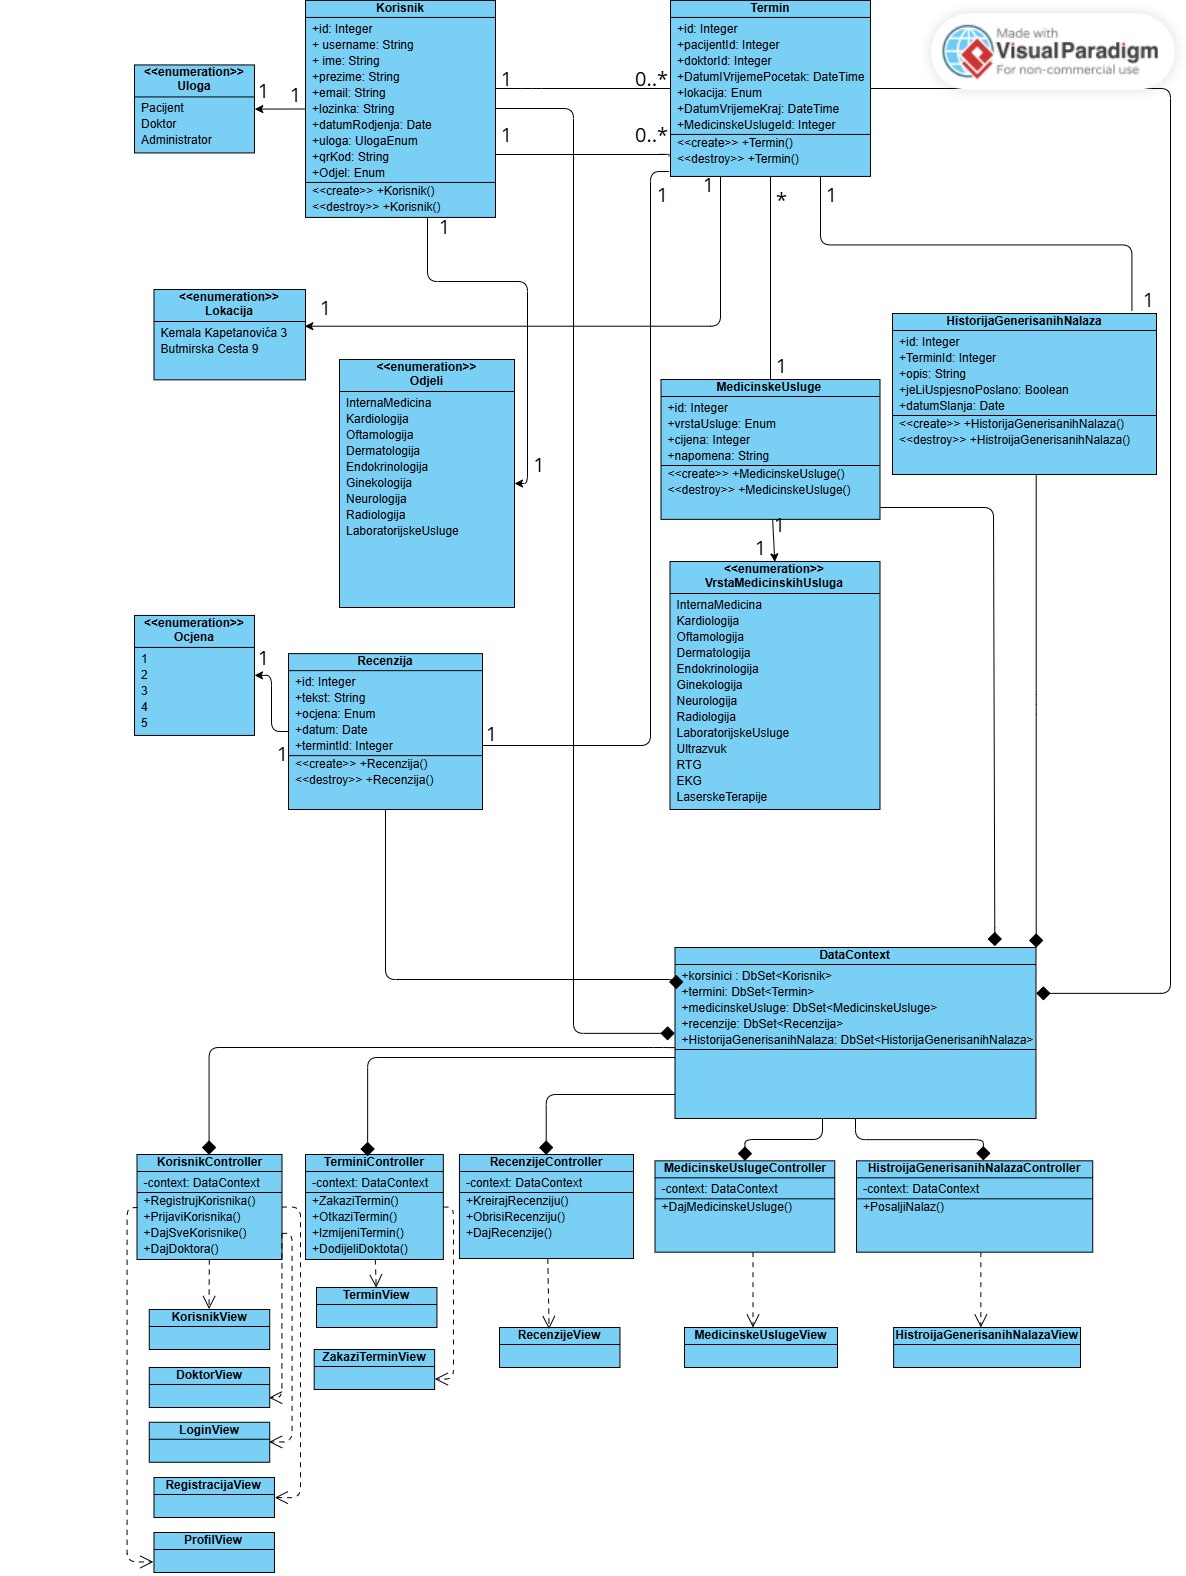 Korisnik
+id: Integer
+ username: String
+ ime: String
+prezime: String
+email: String
+lozinka: String
+datumRodjenja: Date
+uloga: UlogaEnum
+qrKod: String
+Odjel: Enum
<<create>> +Korisnik()
<<destroy>> +Korisnik()
Termin
+id: Integer
+pacijentId: Integer
+doktorId: Integer
+DatumIVrijemePocetak: DateTime
+lokacija: Enum
+DatumVrijemeKraj: DateTime
+MedicinskeUslugeId: Integer
<<create>> +Termin()
<<destroy>> +Termin()
Made with
VisualParadigm
For non-commercial use
<<enumeration>>
Uloga
Pacijent
Doktor
Administrator
1
1
1
0..*
1
0..*
1
1
1
*
1
<<enumeration>>
Lokacija
Kemala Kapetanovića 3
Butmirska Cesta 9
1
1
HistorijaGenerisanihNalaza
+id: Integer
+TerminId: Integer
+opis: String
+jeLiUspjesnoPoslano: Boolean
+datumSlanja: Date
<<create>> +HistorijaGenerisanihNalaza()
<<destroy>> +HistroijaGenerisanihNalaza()
<<enumeration>>
Odjeli
InternaMedicina
Kardiologija
Oftamologija
Dermatologija
Endokrinologija
Ginekologija
Neurologija
Radiologija
LaboratorijskeUsluge
1
1
MedicinskeUsluge
+id: Integer
+vrstaUsluge: Enum
+cijena: Integer
+napomena: String
<<create>> +MedicinskeUsluge()
<<destroy>> +MedicinskeUsluge()
1
1
<<enumeration>>
VrstaMedicinskihUsluga
InternaMedicina
Kardiologija
Oftamologija
Dermatologija
Endokrinologija
Ginekologija
Neurologija
Radiologija
LaboratorijskeUsluge
Ultrazvuk
RTG
EKG
LaserskeTerapije
<<enumeration>>
Ocjena
1
2
3
4
5
1
1
Recenzija
+id: Integer
+tekst: String
+ocjena: Enum
+datum: Date
+termintId: Integer
<<create>> +Recenzija()
<<destroy>> +Recenzija()
1
DataContext
+korsinici : DbSet<Korisnik>
+termini: DbSet<Termin>
+medicinskeUsluge: DbSet<MedicinskeUsluge>
+recenzije: DbSet<Recenzija>
+HistorijaGenerisanihNalaza: DbSet<HistorijaGenerisanihNalaza>
KorisnikController
-context: DataContext
+RegistrujKorisnika()
+PrijaviKorisnika()
+DajSveKorisnike()
+DajDoktora()
TerminiController
-context: DataContext
+ZakaziTermin()
+OtkaziTermin()
+IzmijeniTermin()
+DodijeliDoktota()
RecenzijeController
-context: DataContext
+KreirajRecenziju()
+ObrisiRecenziju()
+DajRecenzije()
MedicinskeUslugeController
-context: DataContext
+DajMedicinskeUsluge()
HistroijaGenerisanihNalazaController
-context: DataContext
+PosaljiNalaz()
KorisnikView
DoktorView
LoginView
RegistracijaView
ProfilView
TerminView
ZakaziTerminView
RecenzijeView
MedicinskeUslugeView
HistroijaGenerisanihNalazaView